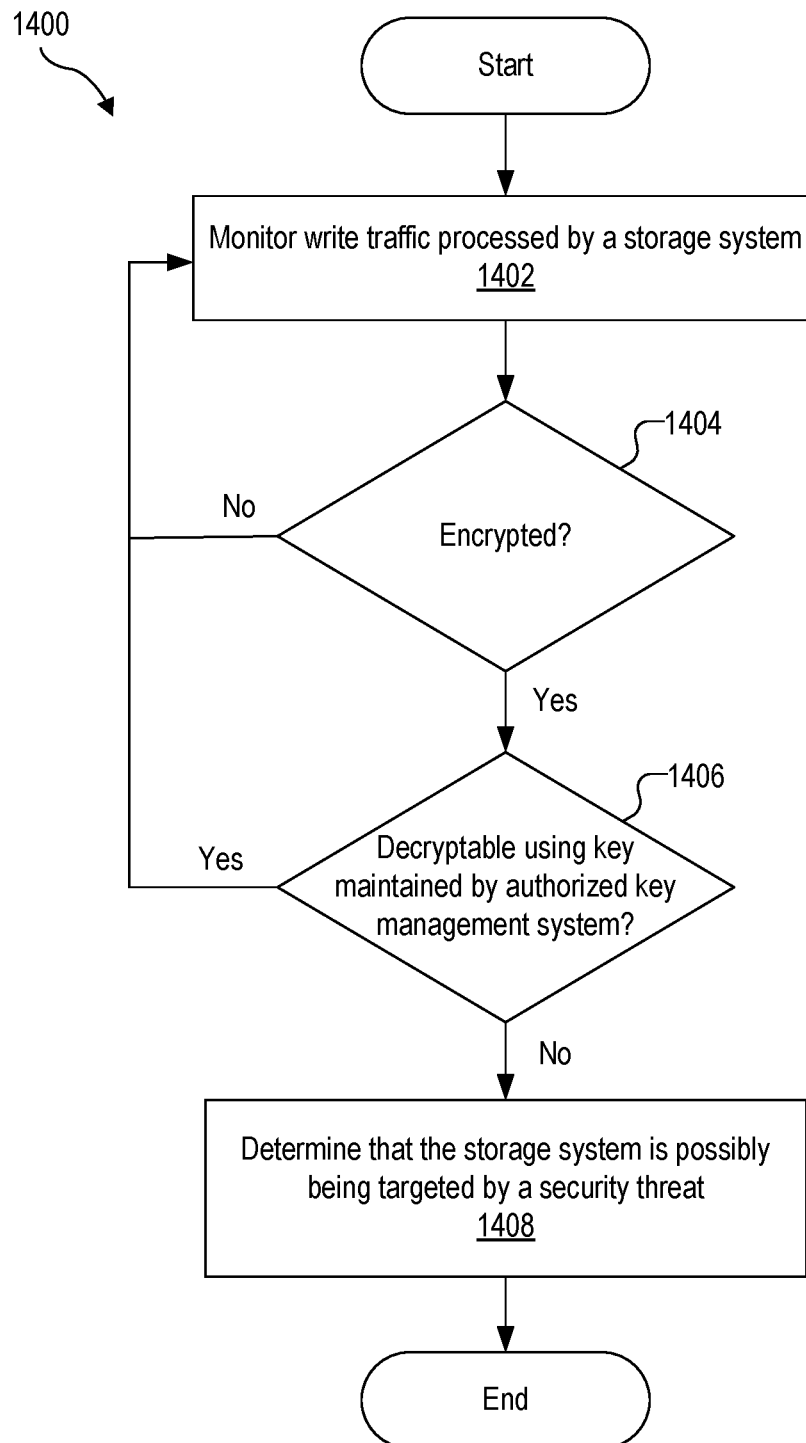 1400
Start
Monitor write traffic processed by a storage system
1402
1404
No
Encrypted?
Yes
1406
Yes
Decryptable using key
maintained by authorized key
management system?
No
Determine that the storage system is possibly
being targeted by a security threat
1408
End